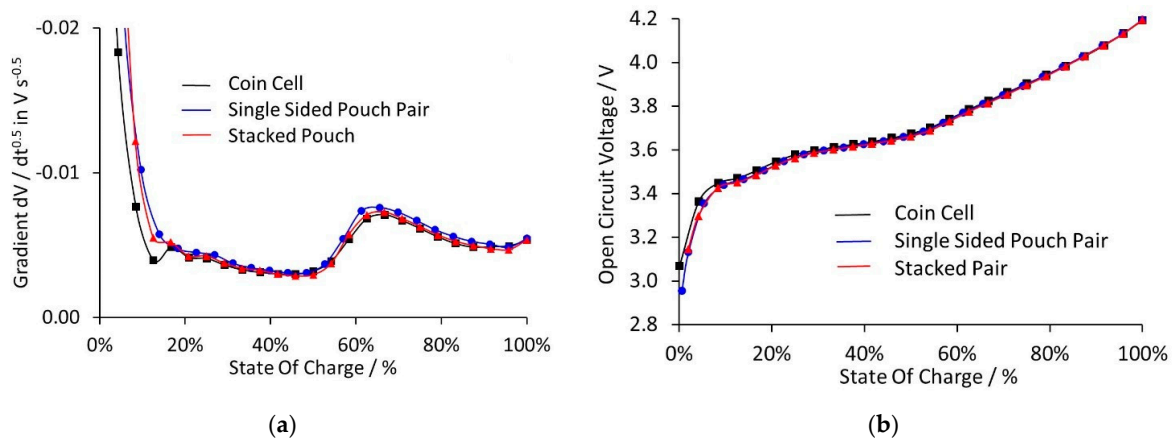 -0.02
-0.01
0.00
Gradient dV / dt^0.5 in V s^-0.5
Coin Cell
Single Sided Pouch Pair
Stacked Pouch
0% 20% 40% 60% 80% 100%
State Of Charge / %
(a)
4.2
4.0
3.8
3.6
3.4
3.2
3.0
2.8
Open Circuit Voltage / V
Coin Cell
Single Sided Pouch Pair
Stacked Pair
0% 20% 40% 60% 80% 100%
State Of Charge / %
(b)